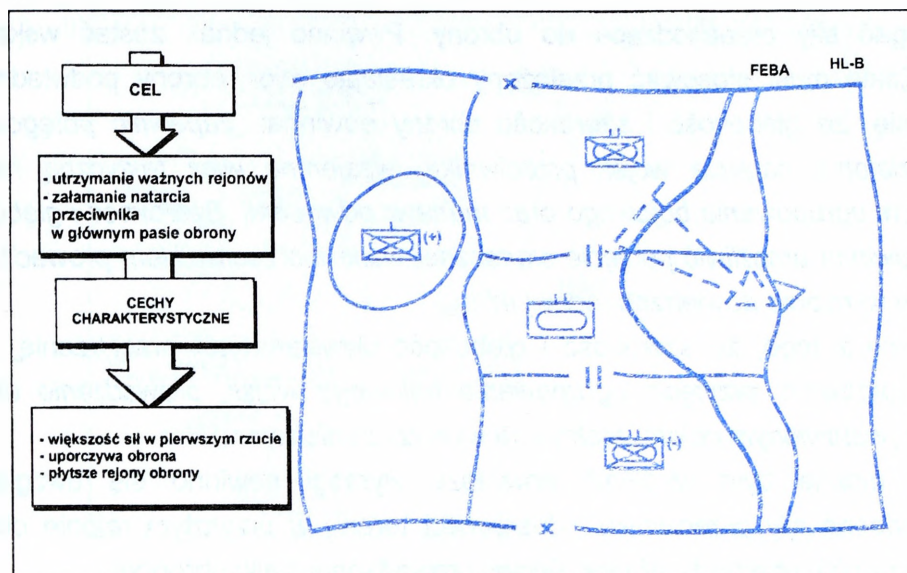 CEL
- utrzymanie ważnych rejonów
- załamanie natarcia
przeciwnika
w głównym pasie obrony
CECHY
CHARAKTERYSTYCZNE
- większość sił w pierwszym rzucie
- uporczywa obrona
- płytsze rejony obrony
FEBA
HL-B
x
(+)
(-)
x